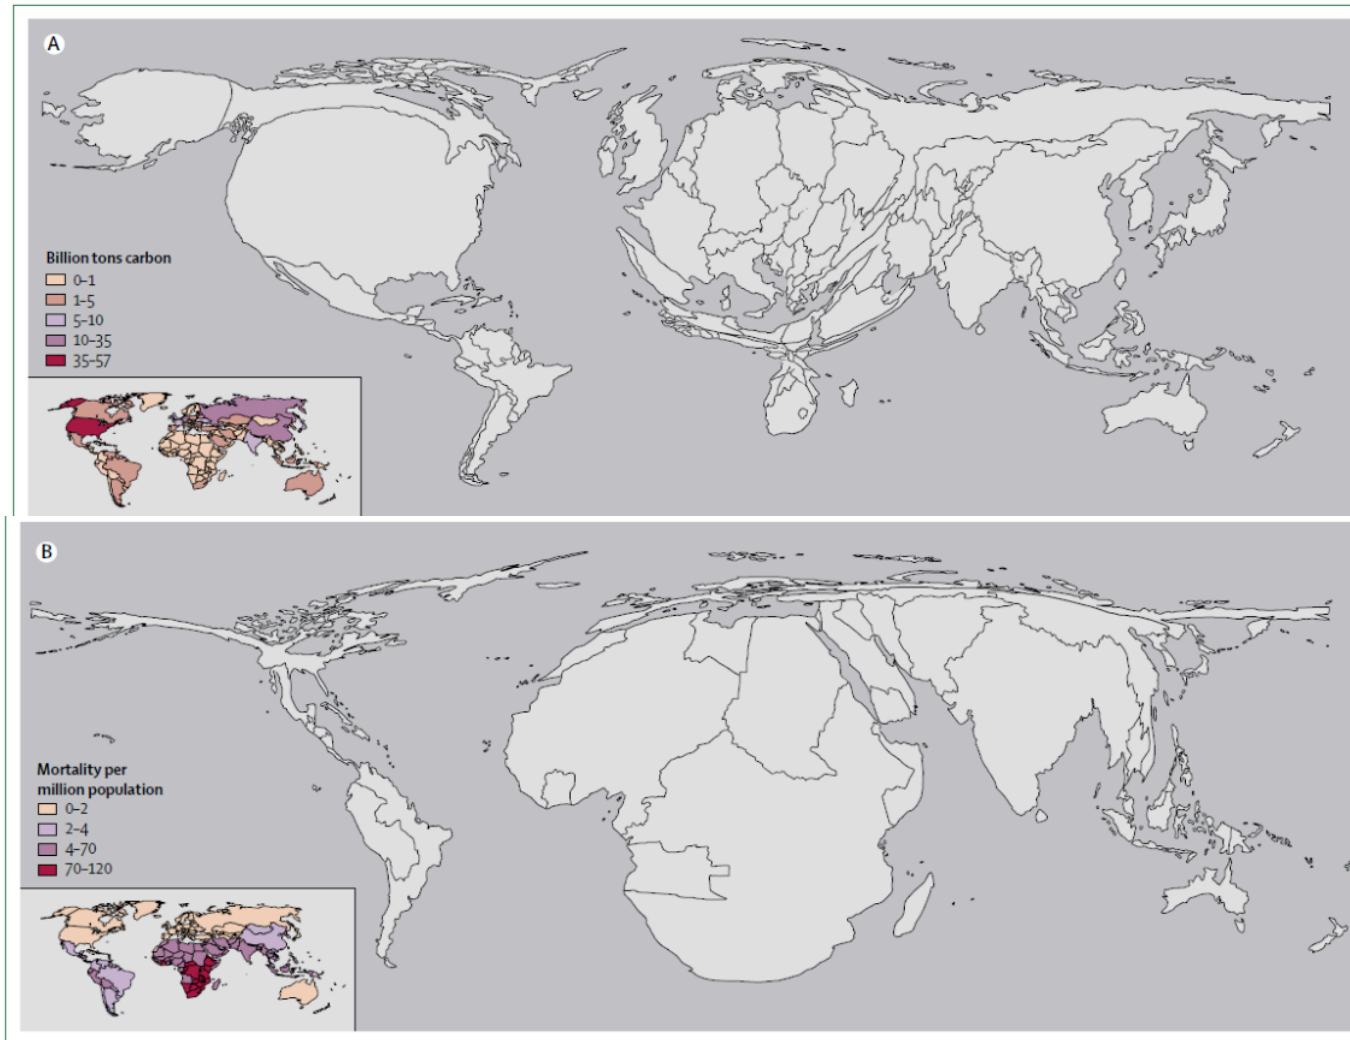 A
Billion tons carbon
0–1
1–5
5–10
10–35
35–57
B
Mortality per
million population
0–2
2–4
4–70
70–120